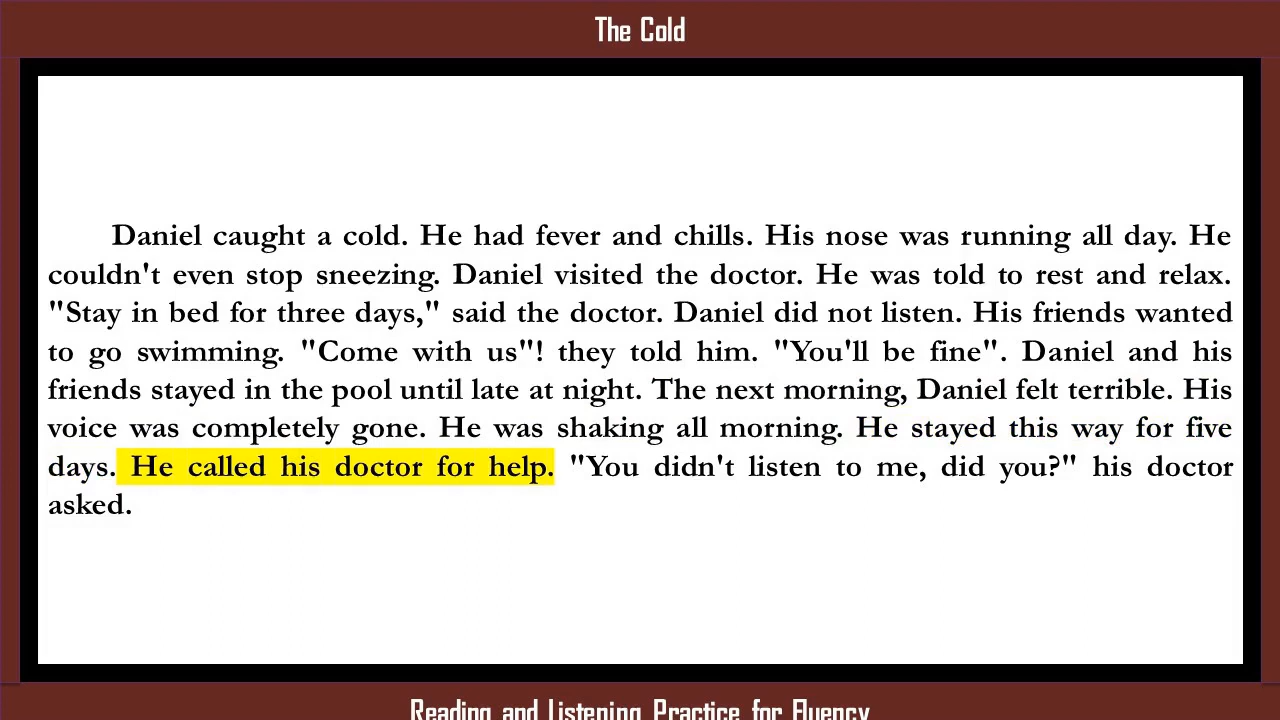 The Cold
Daniel caught a cold. He had fever and chills. His nose was running all day. He
couldn't even stop sneezing. Daniel visited the doctor. He was told to rest and relax.
"Stay in bed for three days," said the doctor. Daniel did not listen. His friends wanted
to go swimming. "Come with us"! they told him. "You'll be fine". Daniel and his
friends stayed in the pool until late at night. The next morning, Daniel felt terrible. His
voice was completely gone. He was shaking all morning. He stayed this way for five
days. He called his doctor for help. "You didn't listen to me, did you?" his doctor
asked.
Reading and Listening Practice for Fluency